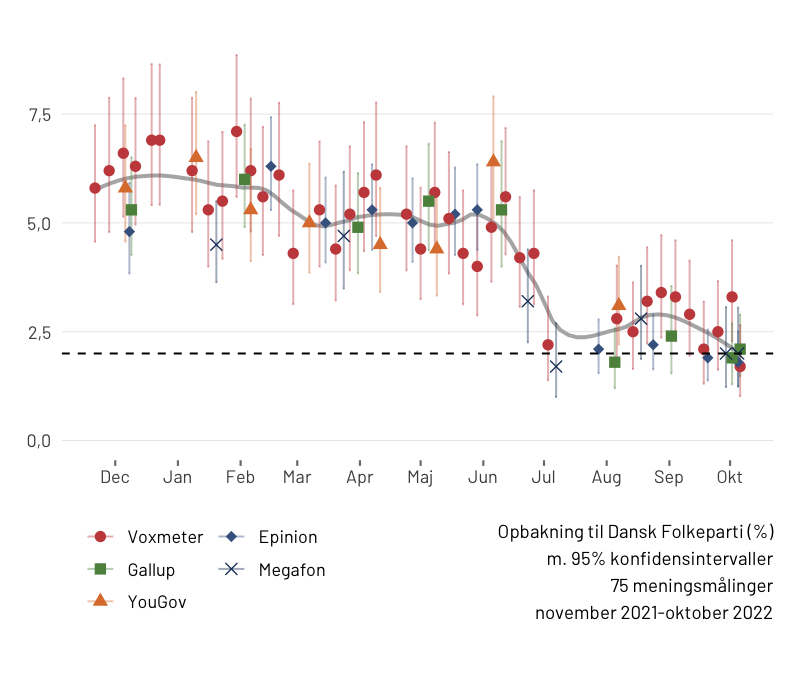 7,5
5,0
2,5
0,0
Dec Jan Feb Mar Apr Maj Jun Jul Aug Sep Okt
Voxmeter
Epinion
Gallup
Megafon
YouGov
Opbakning til Dansk Folkeparti (%)
m. 95% konfidensintervaller
75 meningsmålinger
november 2021-oktober 2022